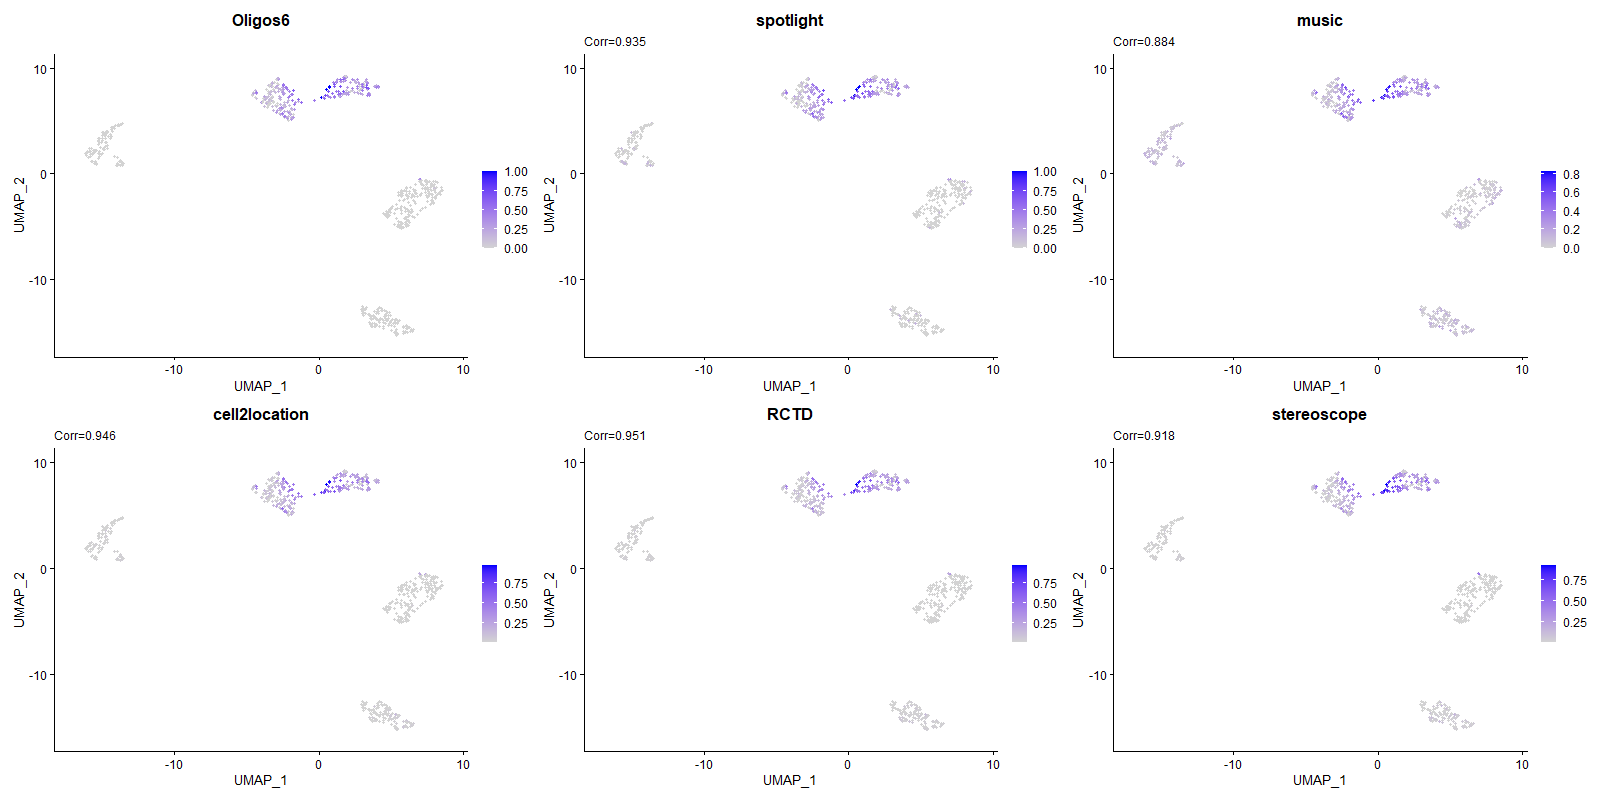 Oligos6
10
0
-10
UMAP_2
-10
0
10
UMAP_1
1.00
0.75
0.50
0.25
0.00
spotlight
Corr=0.935
10
0
-10
UMAP_2
-10
0
10
UMAP_1
1.00
0.75
0.50
0.25
0.00
music
Corr=0.884
10
0
-10
UMAP_2
-10
0
10
UMAP_1
0.8
0.6
0.4
0.2
0.0
cell2location
Corr=0.946
10
0
-10
UMAP_2
-10
0
10
UMAP_1
0.75
0.50
0.25
RCTD
Corr=0.951
10
0
-10
UMAP_2
-10
0
10
UMAP_1
0.75
0.50
0.25
stereoscope
Corr=0.918
10
0
-10
UMAP_2
-10
0
10
UMAP_1
0.75
0.50
0.25